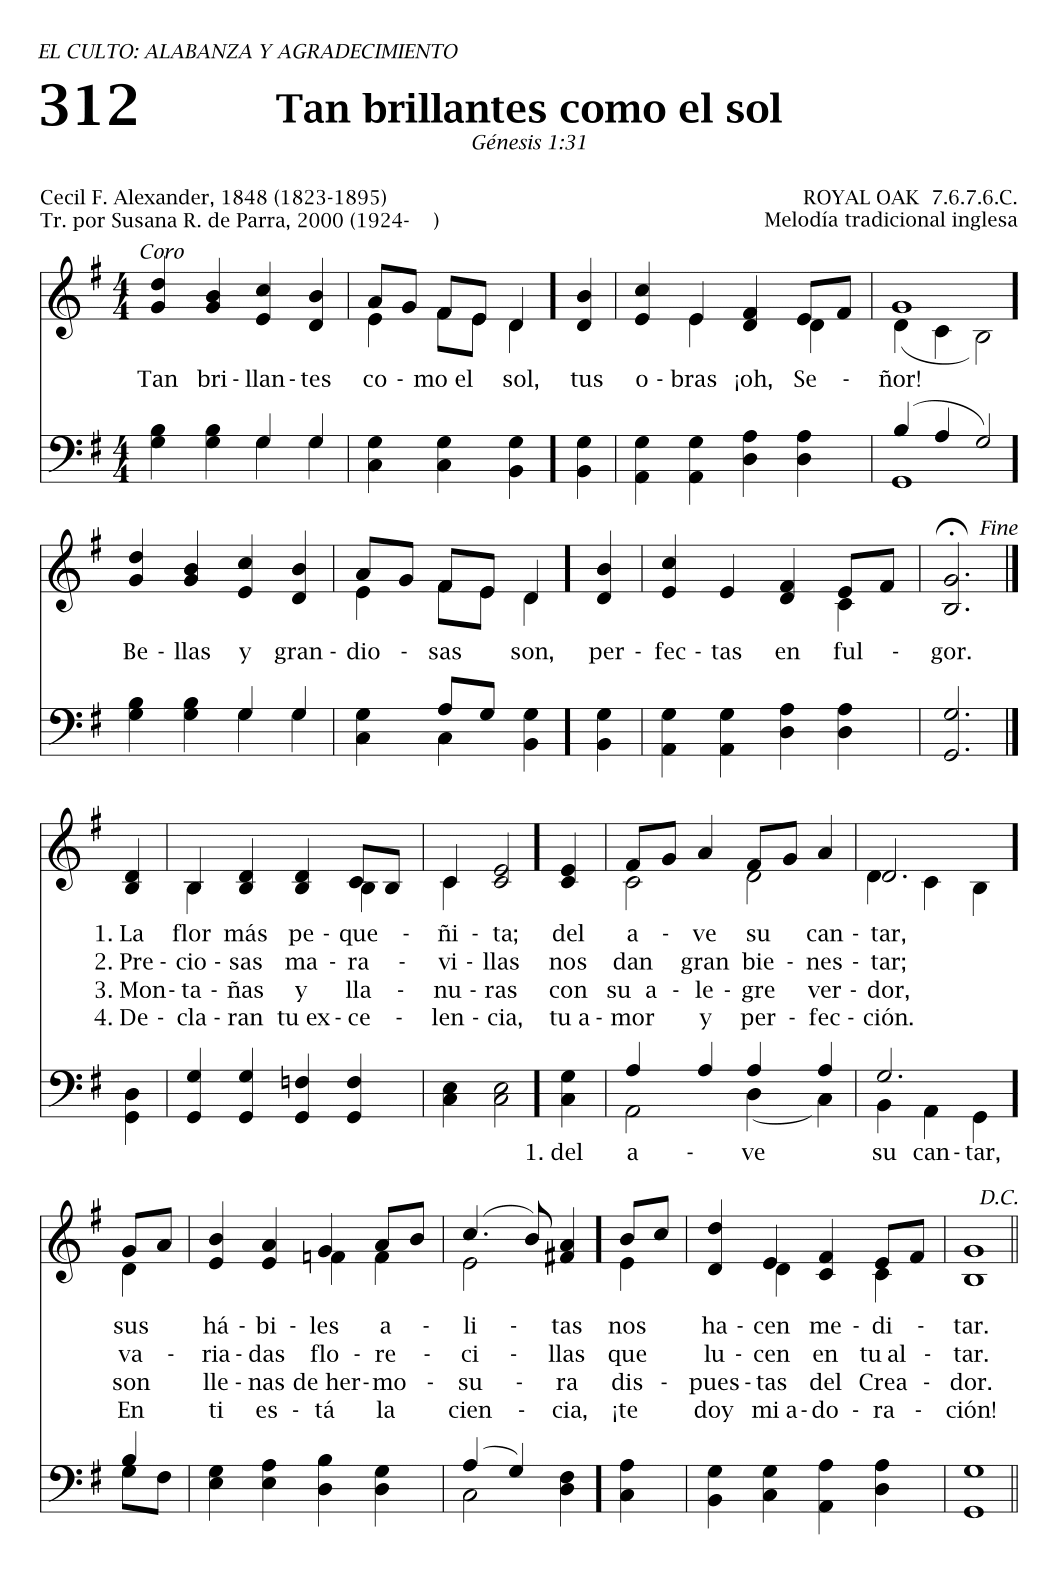 EL CULTO: ALABANZA Y AGRADECIMIENTO
312 Tan brillantes como el sol
Génesis 1:31
Cecil F. Alexander, 1848 (1823-1895) ROYAL OAK 7.6.7.6.C.
Tr. por Susana R. de Parra, 2000 (1924- ) Melodía tradicional inglesa
Coro
4
4
Tan bri - llan - tes co - mo el sol, tus o - bras ¡oh, Se - ñor!
4
4
Fine
Be - llas y gran - dio - sas son, per - fec - tas en ful - gor.
1. La flor más pe - que - ñi - ta; del a - ve su can - tar,
2. Pre - cio - sas ma - ra - vi - llas nos dan gran bie - nes - tar;
3. Mon - ta - ñas y lla - nu - ras con su a - le - gre ver - dor,
4. De - cla - ran tu ex - ce - len - cia, tu a - mor y per - fec - ción.
1. del a - ve su can - tar,
D.C.
sus há - bi - les a - li - tas nos ha - cen me - di - tar.
va - ria - das flo - re - ci - llas que lu - cen en tu al - tar.
son lle - nas de her - mo - su - ra dis - pues - tas del Crea - dor.
En ti es - tá la cien - cia, ¡te doy mi a - do - ra - ción!